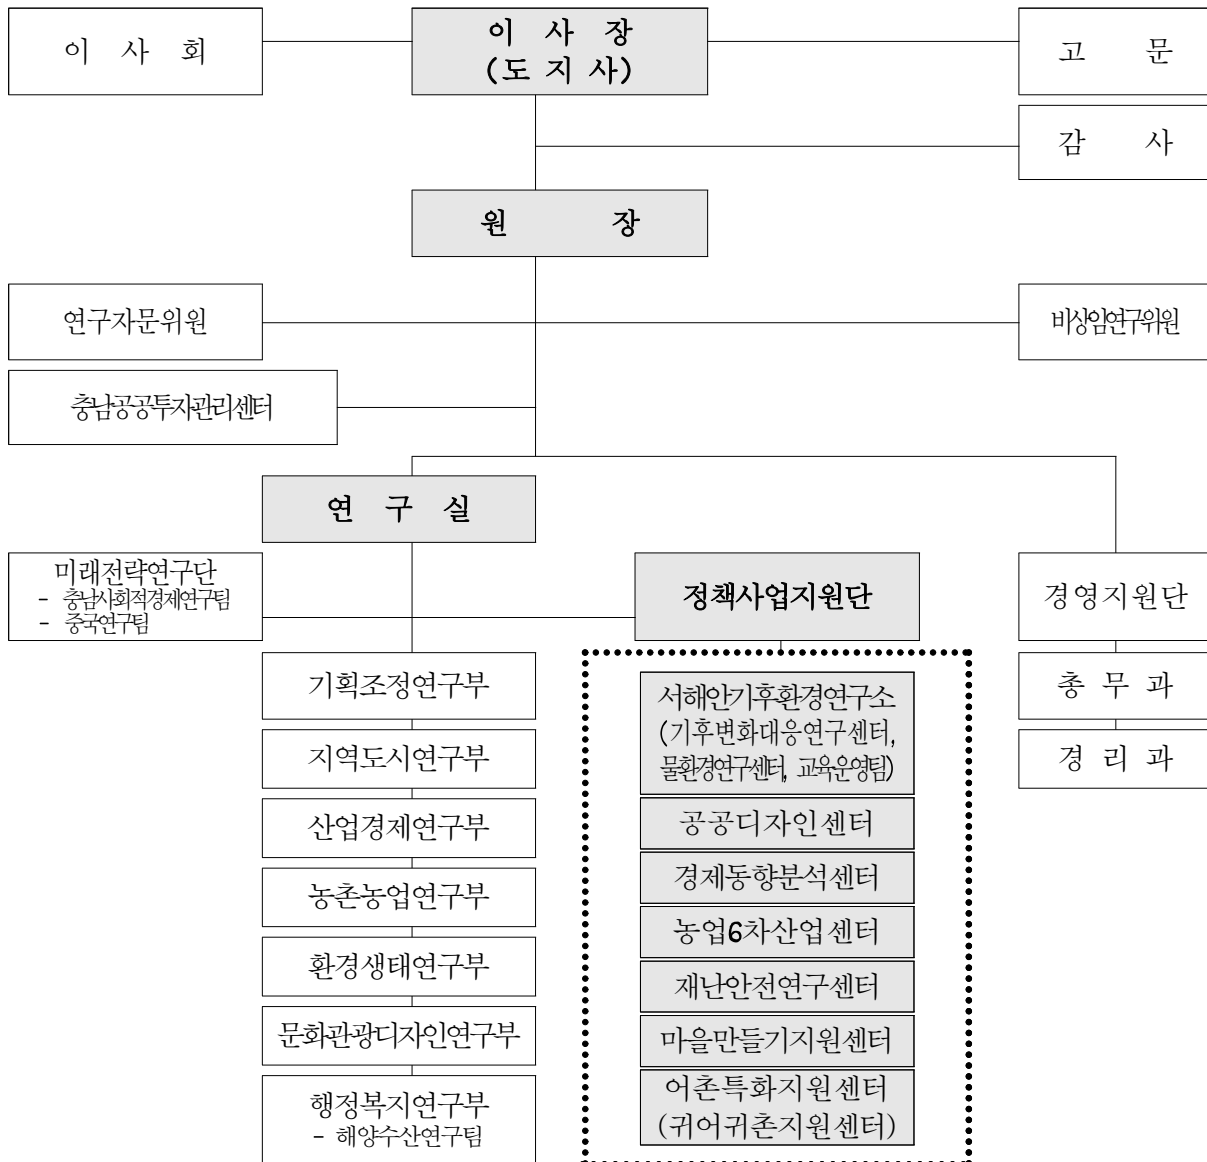 이 사 회
이 사 장
(도 지 사)
고 문
감 사
원 장
연구자문위원
비상임연구위원
충남공공투자관리센터
연 구 실
미래전략연구단
- 충남사회적경제연구팀
- 중국연구팀
정책사업지원단
경영지원단
기획조정연구부
지역도시연구부
산업경제연구부
농촌농업연구부
환경생태연구부
문화관광디자인연구부
행정복지연구부
- 해양수산연구팀
서해안기후환경연구소
(기후변화대응연구센터,
물환경연구센터, 교육운영팀)
공공디자인센터
경제동향분석센터
농업6차산업센터
재난안전연구센터
마을만들기지원센터
어촌특화지원센터
(귀어귀촌지원센터)
총 무 과
경 리 과